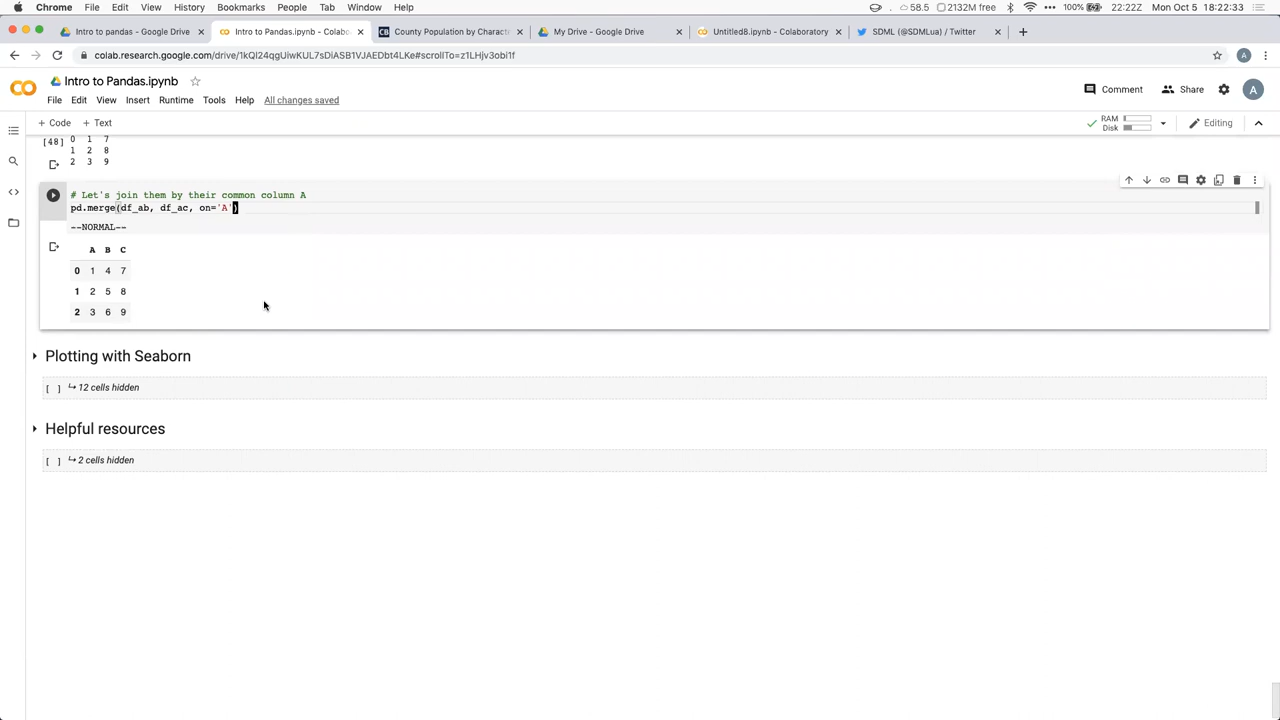 Chrome File Edit View History Bookmarks People Tab Window Help 58.5 2132M free 100% 22:22Z Mon Oct 5 18:22:33
Intro to pandas - Google Drive Intro to Pandas.ipynb - Colabo County Population by Charact My Drive - Google Drive Untitled8.ipynb - Colaboratory SDML (@SDMLua) / Twitter
colab.research.google.com/drive/1kQl24qgUiwKUL7sDiASB1VJAEDbt4LKe#scrollTo=z1LHjv3obi1f A
Intro to Pandas.ipynb
Comment Share A
File Edit View Insert Runtime Tools Help All changes saved
+ Code + Text RAM Disk Editing
[48] 0 1 7
1 2 8
2 3 9
# Let's join them by their common column A
pd.merge(df_ab, df_ac, on='A')
--NORMAL--
A B C
0 1 4 7
1 2 5 8
2 3 6 9
Plotting with Seaborn
[ ] 12 cells hidden
Helpful resources
[ ] 2 cells hidden